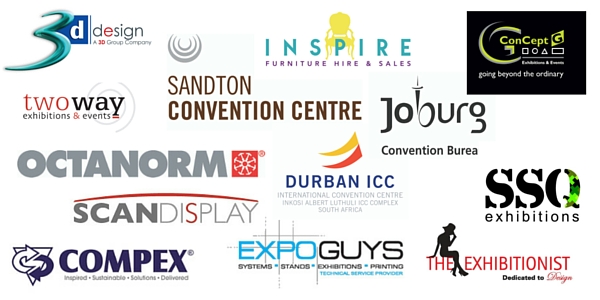 3d design
A 3D Group Company
INSPIRE
FURNITURE HIRE & SALES
ConCept G
Exhibitions & Events
going beyond the ordinary
twoway
exhibitions & events
SANDTON
CONVENTION CENTRE
Joburg
Convention Burea
OCTANORM®
DURBAN ICC
INTERNATIONAL CONVENTION CENTRE
INKOSI ALBERT LUTHULI ICC COMPLEX
SOUTH AFRICA
SSQ
exhibitions
SCANDISPLAY
COMPEX®
Inspired • Sustainable • Solutions • Delivered
EXPOGUYS
SYSTEMS STANDS EXHIBITIONS PRINTING
TECHNICAL SERVICE PROVIDER
THE EXHIBITIONIST
Dedicated to Design